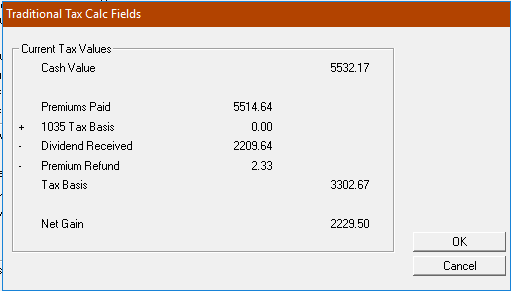 Traditional Tax Calc Fields
Current Tax Values
Cash Value 5532.17
Premiums Paid 5514.64
+ 1035 Tax Basis 0.00
- Dividend Received 2209.64
- Premium Refund 2.33
Tax Basis 3302.67
Net Gain 2229.50
OK
Cancel